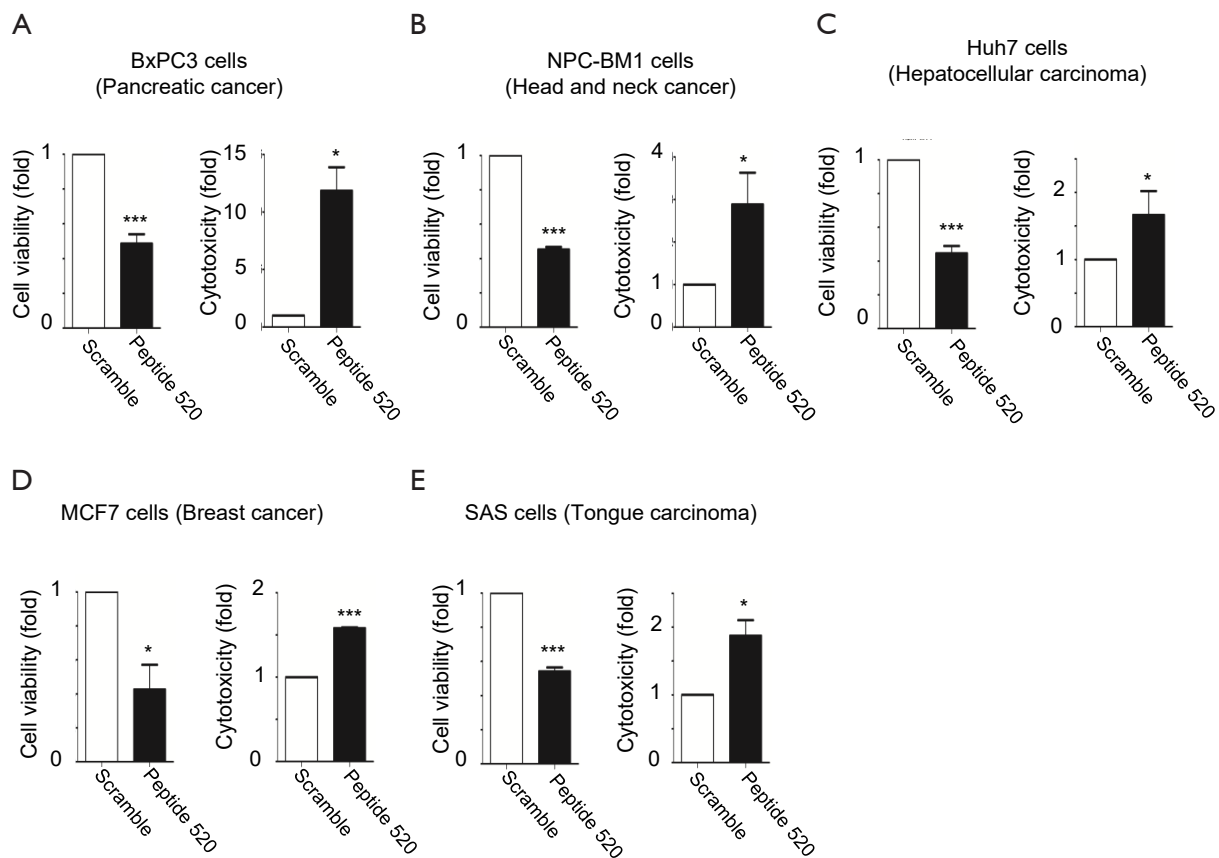 A
BxPC3 cells
(Pancreatic cancer)
Cell viability (fold)
1
0
***
Scramble
Peptide 520
Cytotoxicity (fold)
15
10
5
0
*
Scramble
Peptide 520
B
NPC-BM1 cells
(Head and neck cancer)
Cell viability (fold)
1
0
***
Scramble
Peptide 520
Cytotoxicity (fold)
4
3
2
1
0
*
Scramble
Peptide 520
C
Huh7 cells
(Hepatocellular carcinoma)
Cell viability (fold)
1
0
***
Scramble
Peptide 520
Cytotoxicity (fold)
2
1
0
*
Scramble
Peptide 520
D
MCF7 cells (Breast cancer)
Cell viability (fold)
1
0
*
Scramble
Peptide 520
Cytotoxicity (fold)
2
1
0
***
Scramble
Peptide 520
E
SAS cells (Tongue carcinoma)
Cell viability (fold)
1
0
***
Scramble
Peptide 520
Cytotoxicity (fold)
2
1
0
*
Scramble
Peptide 520